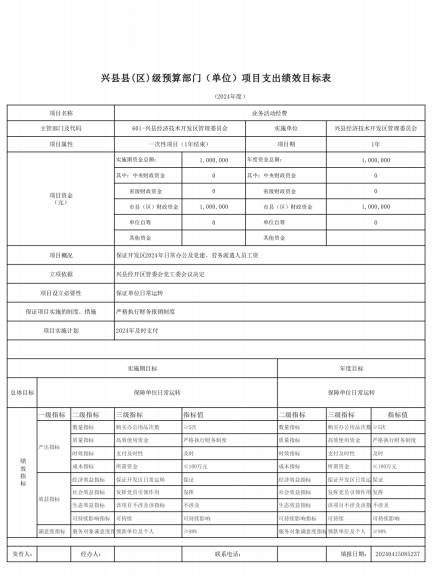 兴县县(区)级预算部门（单位）项目支出绩效目标表
（2024年度）
项目名称 业务活动经费
主管部门及代码 601-兴县经济技术开发区管理委员会 实施单位 兴县经济技术开发区管理委员会
项目属性 一次性项目（1年结束） 项目期 1年
项目资金（元） 实施期资金总额： 1,000,000 年度资金总额： 1,000,000
其中：中央财政资金 0 其中：中央财政资金 0
省级财政资金 0 省级财政资金 0
市县（区）财政资金 1,000,000 市县（区）财政资金 1,000,000
单位自筹 0 单位自筹 0
其他资金 其他资金
项目概况 保证开发区2024年日常办公及党建、劳务派遣人员工资
立项依据 兴县经开区管委会党工委会议决定
项目设立必要性 保证单位日常运转
保证项目实施的制度、措施 严格执行财务报销制度
项目实施计划 2024年及时支付
实施期目标 年度目标
总体目标 保障单位日常运转 保障单位日常运转
绩效指标 一级指标 二级指标 三级指标 指标值 二级指标 三级指标 指标值
产出指标 数量指标 购买办公用品次数 ≥5次 数量指标 购买办公用品次数 ≥5次
质量指标 高效使用资金 严格执行财务制度 质量指标 高效使用资金 严格执行财务制度
时效指标 支付及时性 及时 时效指标 支付及时性 及时
成本指标 所需资金 ≤100万元 成本指标 所需资金 ≤100万元
效益指标 经济效益指标 保证开发区日常运转 保证 经济效益指标 保证开发区日常运 保证
社会效益指标 发挥党员引领作用 发挥 社会效益指标 发挥党员引领作用 发挥
生态效益指标 该项目不涉及该指标 不涉及 生态效益指标 该项目不涉及该指 不涉及
可持续影响指标 可持续 可持续影响 可持续影响指标 可持续 可持续影响
满意度指标 服务对象满意度指 领导单位及个人 ≥98% 服务对象满意度指 领导单位及个人 ≥98%
负责人： 经办人： 联系电话： 填报日期：20240415085237